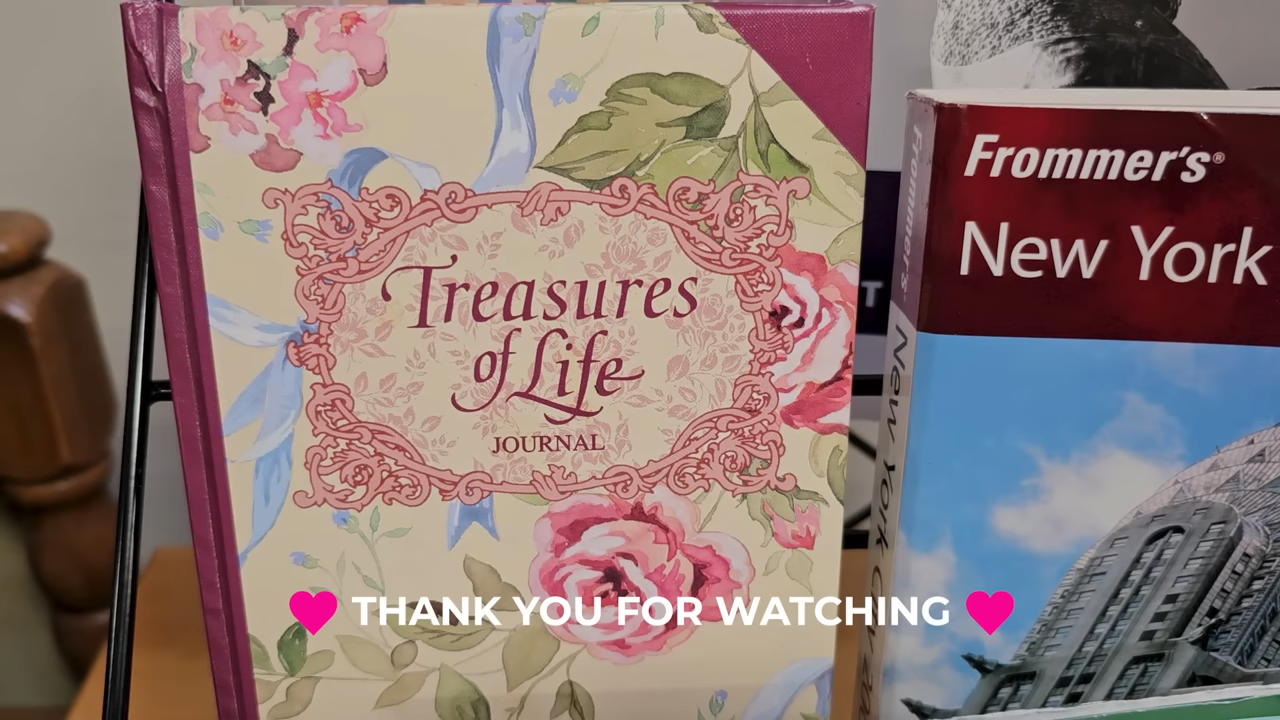 Treasures
of Life
JOURNAL
Frommer's®
New York
Frommer's
New York
T
♥ THANK YOU FOR WATCHING ♥